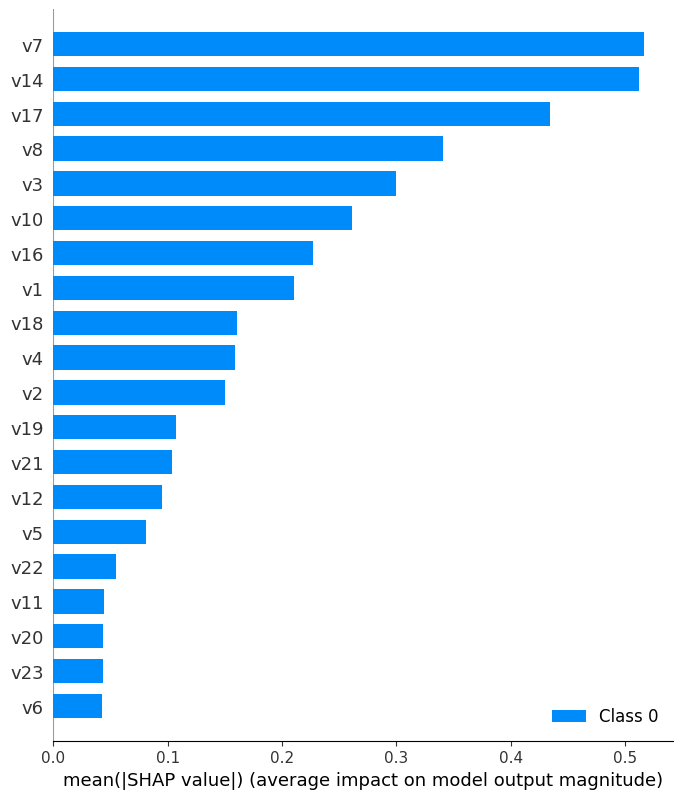 v7
v14
v17
v8
v3
v10
v16
v1
v18
v4
v2
v19
v21
v12
v5
v22
v11
v20
v23
v6
Class 0
0.0 0.1 0.2 0.3 0.4 0.5
mean(|SHAP value|) (average impact on model output magnitude)